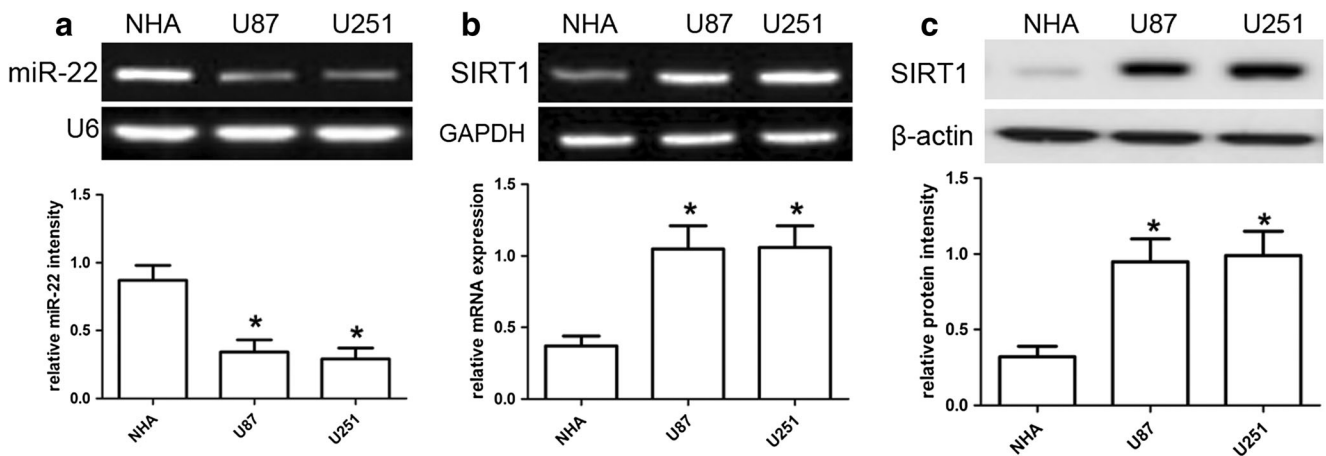 a
NHA U87 U251
miR-22
U6
relative miR-22 intensity
1.5
1.0
0.5
0.0
*
*
NHA
U87
U251
b
NHA U87 U251
SIRT1
GAPDH
relative mRNA expression
1.5
1.0
0.5
0.0
*
*
NHA
U87
U251
c
NHA U87 U251
SIRT1
β-actin
relative protein intensity
1.5
1.0
0.5
0.0
*
*
NHA
U87
U251